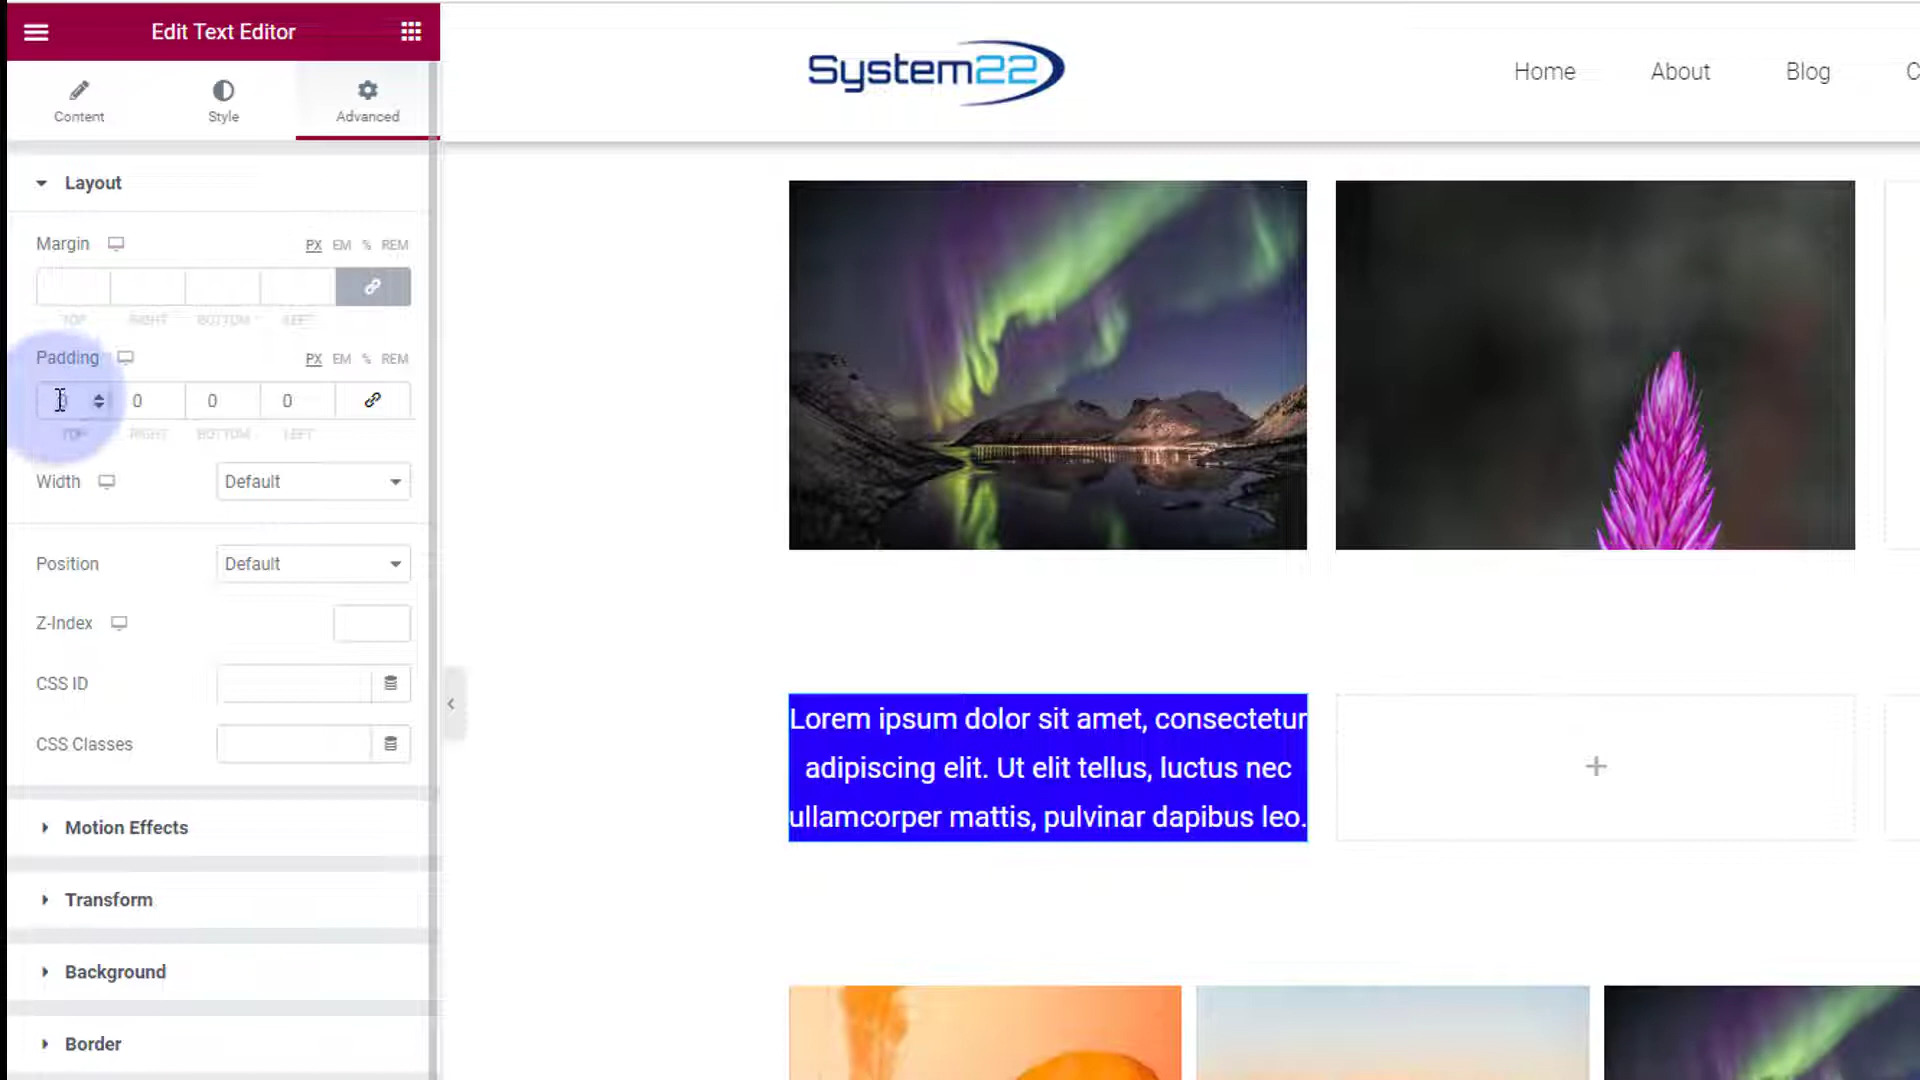 Edit Text Editor
Content
Style
Advanced
Layout
Margin
PX EM % REM
TOP RIGHT BOTTOM LEFT
Padding
PX EM % REM
0 0 0
TOP RIGHT BOTTOM LEFT
Width
Default
Position
Default
Z-Index
CSS ID
CSS Classes
Motion Effects
Transform
Background
Border
System22
Home
About
Blog
C
Lorem ipsum dolor sit amet, consectetur
adipiscing elit. Ut elit tellus, luctus nec
ullamcorper mattis, pulvinar dapibus leo.